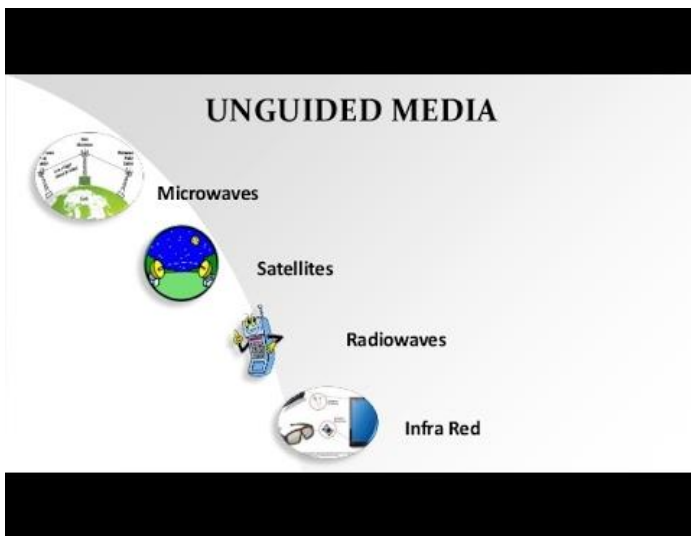 UNGUIDED MEDIA
Microwaves
Satellites
Radiowaves
Infra Red